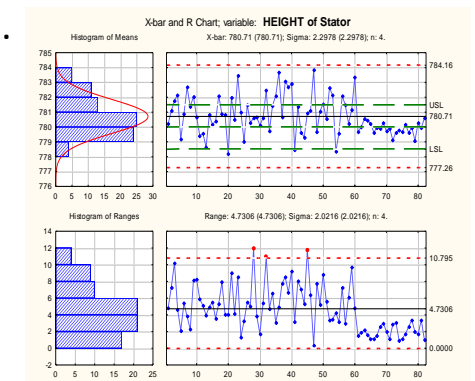 X-bar and R Chart; variable: HEIGHT of Stator
Histogram of Means
X-bar: 780.71 (780.71); Sigma: 2.2978 (2.2978); n: 4.
785
784
783
782
781
780
779
778
777
776
0 5 10 15 20 25 30
784.16
USL
780.71
LSL
777.26
10 20 30 40 50 60 70 80
Histogram of Ranges
Range: 4.7306 (4.7306); Sigma: 2.0216 (2.0216); n: 4.
14
12
10
8
6
4
2
0
-2
0 5 10 15 20 25
10.795
4.7306
0.0000
10 20 30 40 50 60 70 80